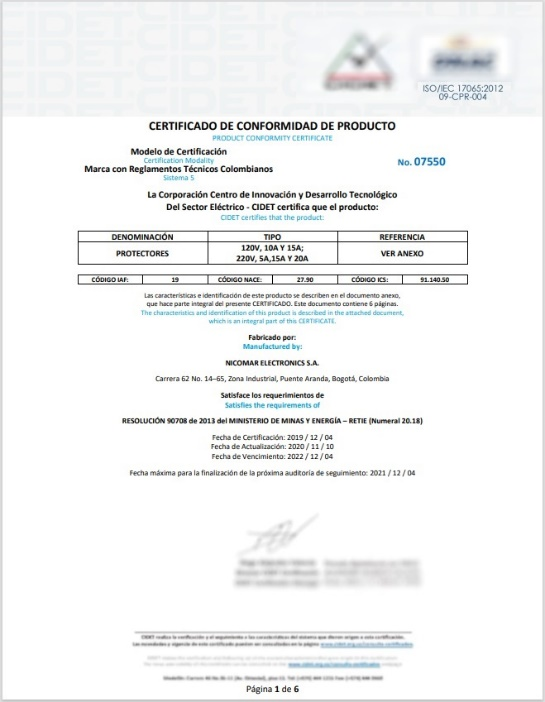 ISO/IEC 17065:2012
09-CPR-004
CERTIFICADO DE CONFORMIDAD DE PRODUCTO
PRODUCT CONFORMITY CERTIFICATE
Modelo de Certificación
Certification Modality
Marca con Reglamentos Técnicos Colombianos
Sistema 5
No. 07550
La Corporación Centro de Innovación y Desarrollo Tecnológico
Del Sector Eléctrico - CIDET certifica que el producto:
CIDET certifies that the product:
DENOMINACIÓN TIPO REFERENCIA
PROTECTORES 120V, 10A Y 15A; VER ANEXO
220V, 5A,15A Y 20A
CÓDIGO IAF: 19 CÓDIGO NACE: 27.90 CÓDIGO ICS: 91.140.50
Las características e identificación de este producto se describen en el documento anexo,
que hace parte integral del presente CERTIFICADO. Este documento contiene 6 páginas.
The characteristics and identification of this product is described in the attached document,
which is an integral part of this CERTIFICATE.
Fabricado por:
Manufactured by:
NICOMAR ELECTRONICS S.A.
Carrera 62 No. 14–65, Zona Industrial, Puente Aranda, Bogotá, Colombia
Satisface los requerimientos de
Satisfies the requirements of
RESOLUCIÓN 90708 de 2013 del MINISTERIO DE MINAS Y ENERGÍA – RETIE (Numeral 20.18)
Fecha de Certificación: 2019 / 12 / 04
Fecha de Actualización: 2020 / 11 / 10
Fecha de Vencimiento: 2022 / 12 / 04
Fecha máxima para la finalización de la próxima auditoría de seguimiento: 2021 / 12 / 04
Página 1 de 6